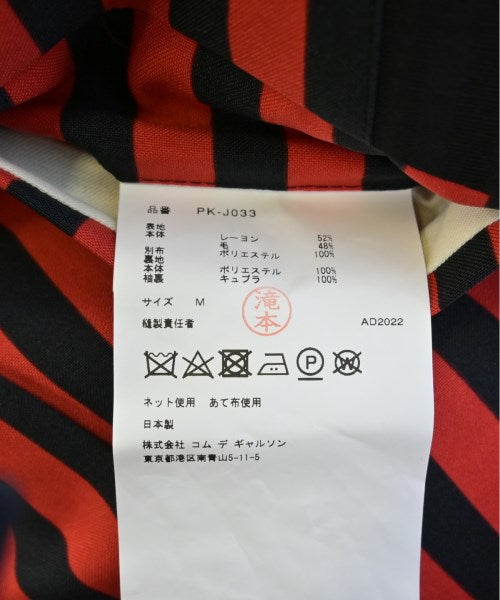 品番 PK-J033
表地
本体 レーヨン 52%
毛 48%
別布 ポリエステル 100%
裏地
本体 ポリエステル 100%
袖裏 キュプラ 100%
サイズ M
滝本
縫製責任者 AD2022
P W
ネット使用 あて布使用
日本製
株式会社 コム デ ギャルソン
東京都港区南青山5-11-5